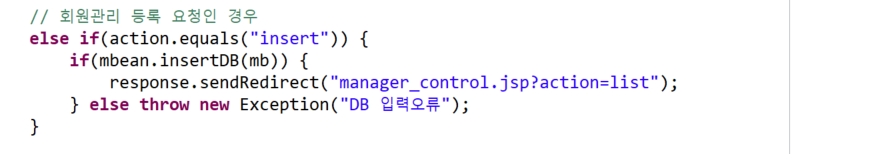 // 회원관리 등록 요청인 경우
else if(action.equals("insert")) {
    if(mbean.insertDB(mb)) {
        response.sendRedirect("manager_control.jsp?action=list");
    } else throw new Exception("DB 입력오류");
}